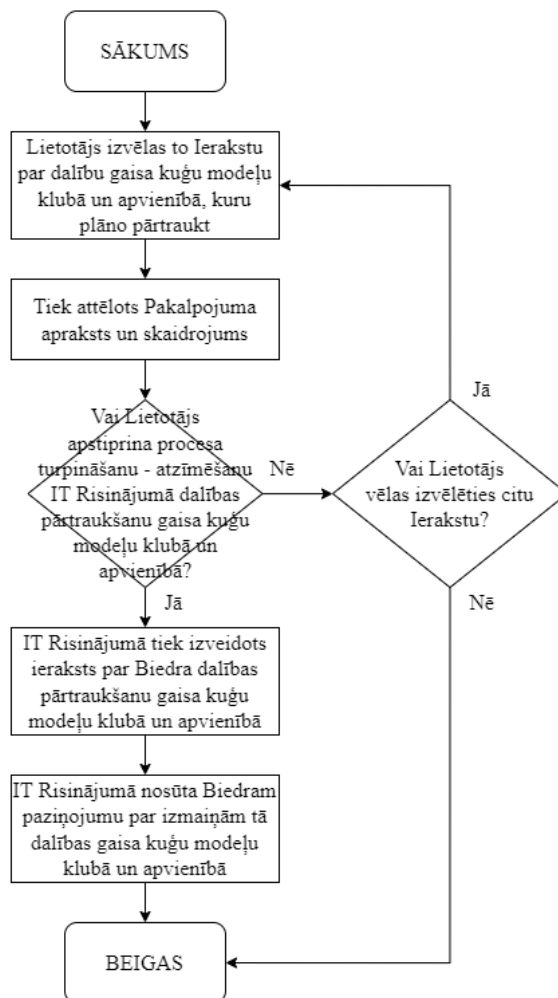 SĀKUMS
Lietotājs izvēlas to Ierakstu
par dalību gaisa kuģu modeļu
klubā un apvienībā, kuru
plāno pārtraukt
Tiek attēlots Pakalpojuma
apraksts un skaidrojums
Vai Lietotājs
apstiprina procesa
turpināšanu - atzīmēšanu
IT Risinājumā dalības
pārtraukšanu gaisa kuģu
modeļu klubā un
apvienībā?
Nē
Vai Lietotājs
vēlas izvēlēties citu
Ierakstu?
Jā
Nē
Jā
IT Risinājumā tiek izveidots
ieraksts par Biedra dalības
pārtraukšanu gaisa kuģu
modeļu klubā un apvienībā
IT Risinājumā nosūta Biedram
paziņojumu par izmaiņām tā
dalības gaisa kuģu modeļu
klubā un apvienībā
BEIGAS